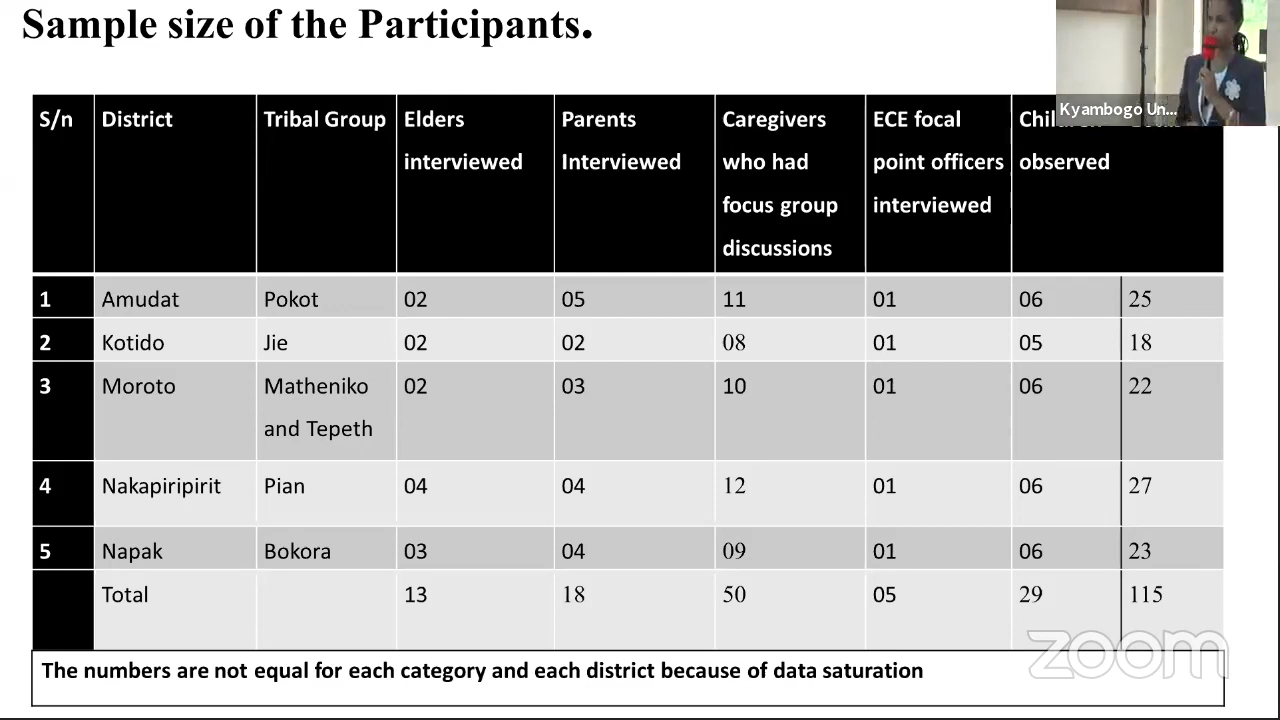 Sample size of the Participants.
Kyambogo Un...
S/n District Tribal Group Elders interviewed Parents Interviewed Caregivers who had focus group discussions ECE focal point officers interviewed observed
1 Amudat Pokot 02 05 11 01 06 25
2 Kotido Jie 02 02 08 01 05 18
3 Moroto Matheniko and Tepeth 02 03 10 01 06 22
4 Nakapiripirit Pian 04 04 12 01 06 27
5 Napak Bokora 03 04 09 01 06 23
Total 13 18 50 05 29 115
The numbers are not equal for each category and each district because of data saturation
zoom